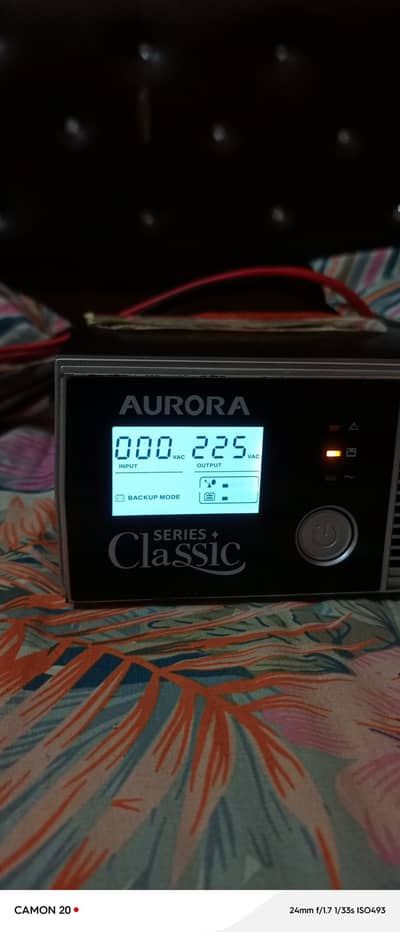 AURORA
000 VAC 225 VAC
INPUT OUTPUT
BACKUP MODE
SERIES
Classic
CAMON 20
24mm f/1.7 1/33s ISO493